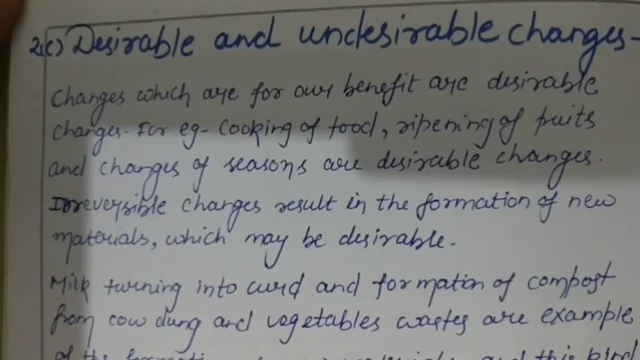 2(c) Desirable and undesirable changes-
Changes which are for our benefit are desirable
changes. For eg- Cooking of food, ripening of fruits
and changes of seasons are desirable changes.
Irreversible changes result in the formation of new
materials, which may be desirable.
Milk turning into curd and formation of compost
from cow dung and vegetables wastes are example
of the